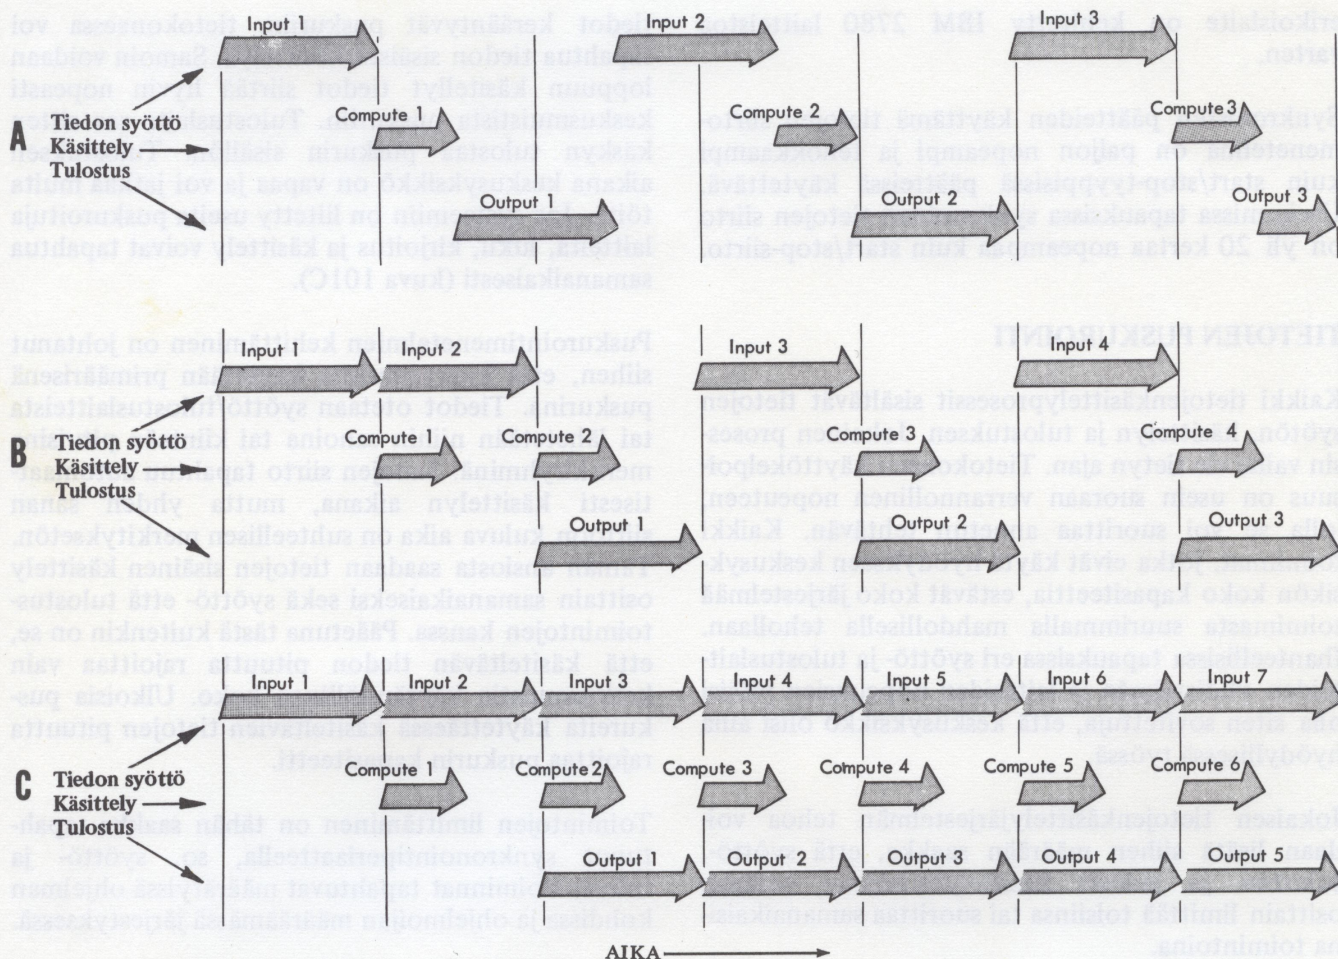 Input 1
Input 2
Input 3
A
Tiedon syöttö
Käsittely
Tulostus
Compute
Compute 2
Compute 3
Output 1
Output 2
Output 3
Input 1
Input 2
Input 3
Input 4
B
Tiedon syöttö
Käsittely
Tulostus
Compute
Compute 2
Compute 3
Compute 4
Output 1
Output 2
Output 3
Input 1
Input 2
Input 3
Input 4
Input 5
Input 6
Input 7
C
Tiedon syöttö
Käsittely
Tulostus
Compute 1
Compute 2
Compute 3
Compute 4
Compute 5
Compute 6
Output 1
Output 2
Output 3
Output 4
Output 5
AIKA